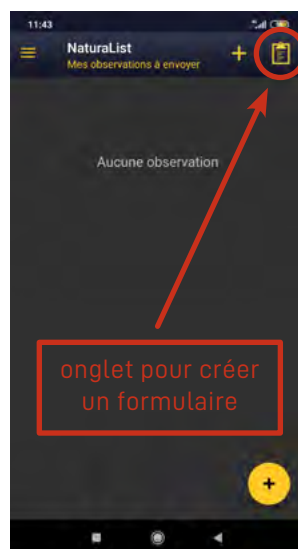 11:43
NaturaList
Mes observations à envoyer
Aucune observation
onglet pour créer
un formulaire